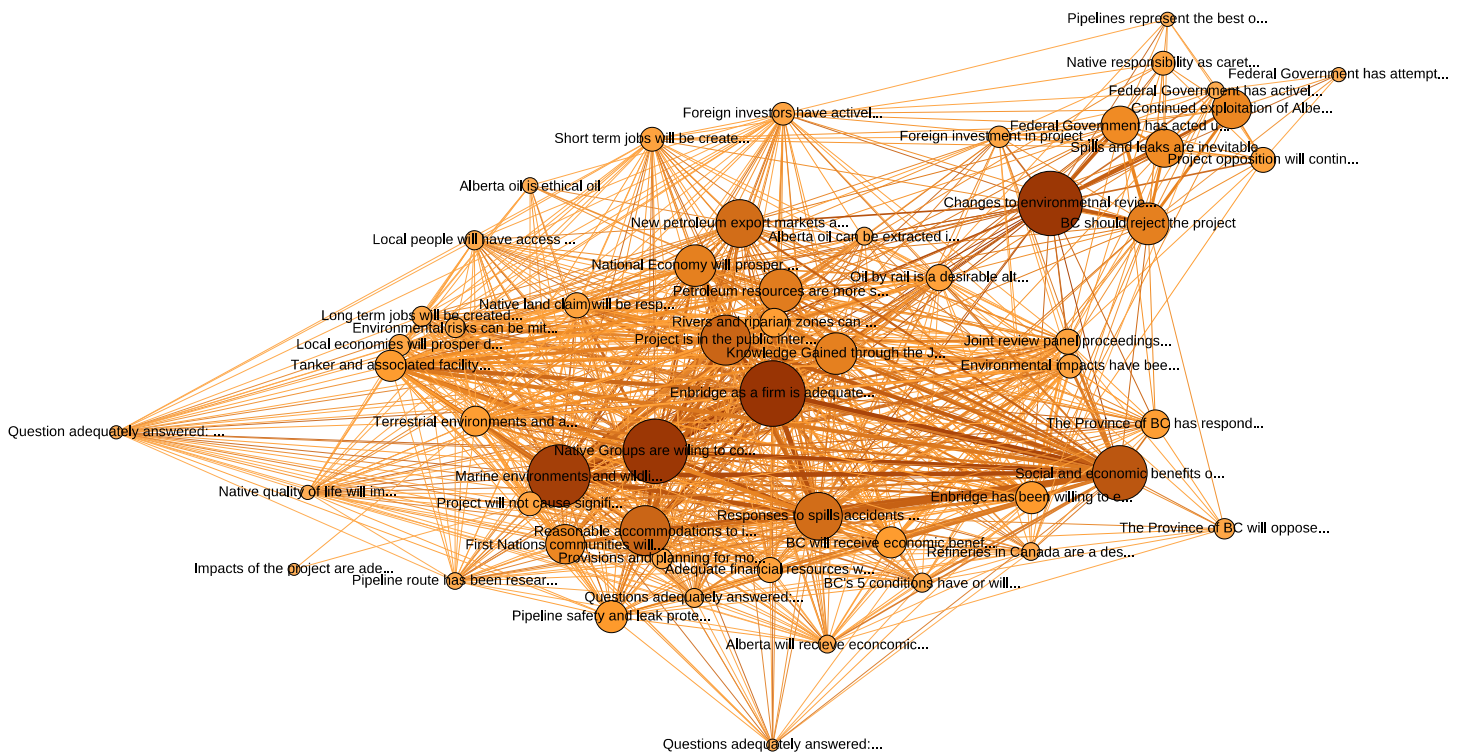 Pipelines represent the best o...
Native responsibility as caret...
Federal Government has attempt...
Federal Government has activel...
Continued exploitation of Albe...
Foreign investors have activel...
Federal Government has acted u...
Foreign investment in project ...
Short term jobs will be create...
Spills and leaks are inevitable
Project opposition will contin...
Alberta oil is ethical oil
Changes to environmetnal revie...
New petroleum export markets a...
BC should reject the project
Alberta oil can be extracted i...
Local people will have access ...
National Economy will prosper ...
Oil by rail is a desirable alt...
Petroleum resources are more s...
Native land claim will be resp...
Long term jobs will be created...
Rivers and riparian zones can ...
Environmental risks can be mit...
Project is in the public inter...
Joint review panel proceedings...
Local economies will prosper d...
Knowledge Gained through the J...
Tanker and associated facility...
Environmental impacts have bee...
Enbridge as a firm is adequate...
Terrestrial environments and a...
The Province of BC has respond...
Question adequately answered: ...
Native Groups are willing to co...
Marine environments and wildli...
Social and economic benefits o...
Native quality of life will im...
Enbridge has been willing to e...
Project will not cause signifi...
Responses to spills accidents ...
The Province of BC will oppose...
Reasonable accommodations to i...
First Nations communities will...
BC will receive economic benef...
Refineries in Canada are a des...
Provisions and planning for mo...
Impacts of the project are ade...
Adequate financial resources w...
Pipeline route has been resear...
BC's 5 conditions have or will...
Questions adequately answered:...
Pipeline safety and leak prote...
Alberta will recieve econcomic...
Questions adequately answered:...